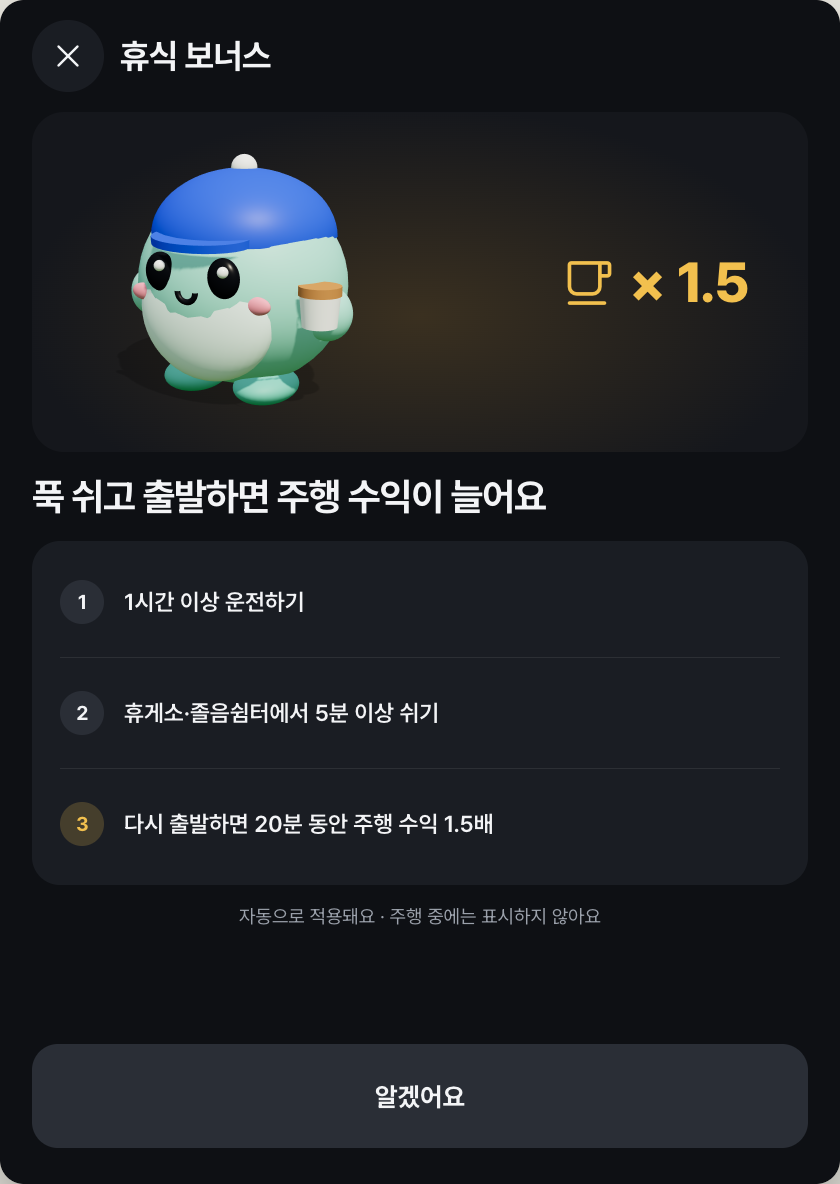 휴식 보너스
× 1.5
푹 쉬고 출발하면 주행 수익이 늘어요
1 1시간 이상 운전하기
2 휴게소·졸음쉼터에서 5분 이상 쉬기
3 다시 출발하면 20분 동안 주행 수익 1.5배
자동으로 적용돼요 · 주행 중에는 표시하지 않아요
알겠어요